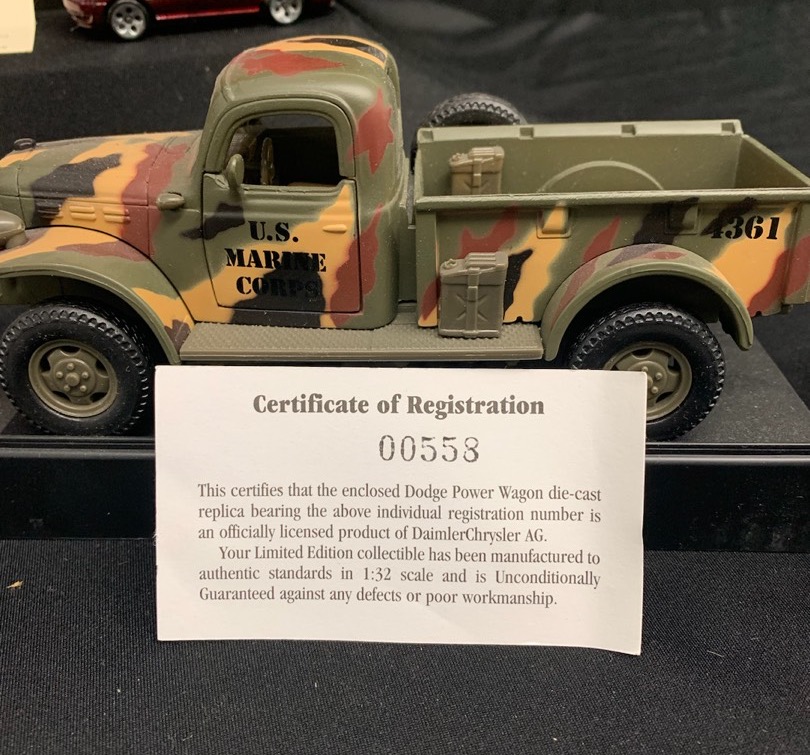 U.S.
MARINE
CORPS
4361
Certificate of Registration
00558
This certifies that the enclosed Dodge Power Wagon die-cast
replica bearing the above individual registration number is
an officially licensed product of DaimlerChrysler AG.
Your Limited Edition collectible has been manufactured to
authentic standards in 1:32 scale and is Unconditionally
Guaranteed against any defects or poor workmanship.